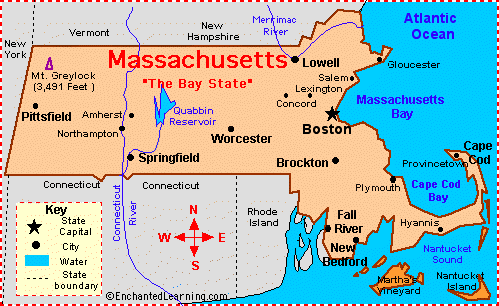 New York
Vermont
New
Hampshire
Merrimac
River
Atlantic
Ocean
Massachusetts
"The Bay State"
Mt. Greylock
(3,491 Feet )
Lowell
Gloucester
Salem
Lexington
Concord
Pittsfield
Amherst
Quabbin
Reservoir
Massachusetts
Bay
Northampton
Worcester
Boston
Cape
Cod
Springfield
Brockton
Provincetown
Cape Cod
Bay
Plymouth
Connecticut
Connecticut
Connecticut
River
Rhode
Island
Fall
River
New
Bedford
Hyannis
Nantucket
Sound
Martha's
Vineyard
Nantucket
Island
Key
State
Capital
City
Water
State
boundary
N
W
E
S
©EnchantedLearning.com